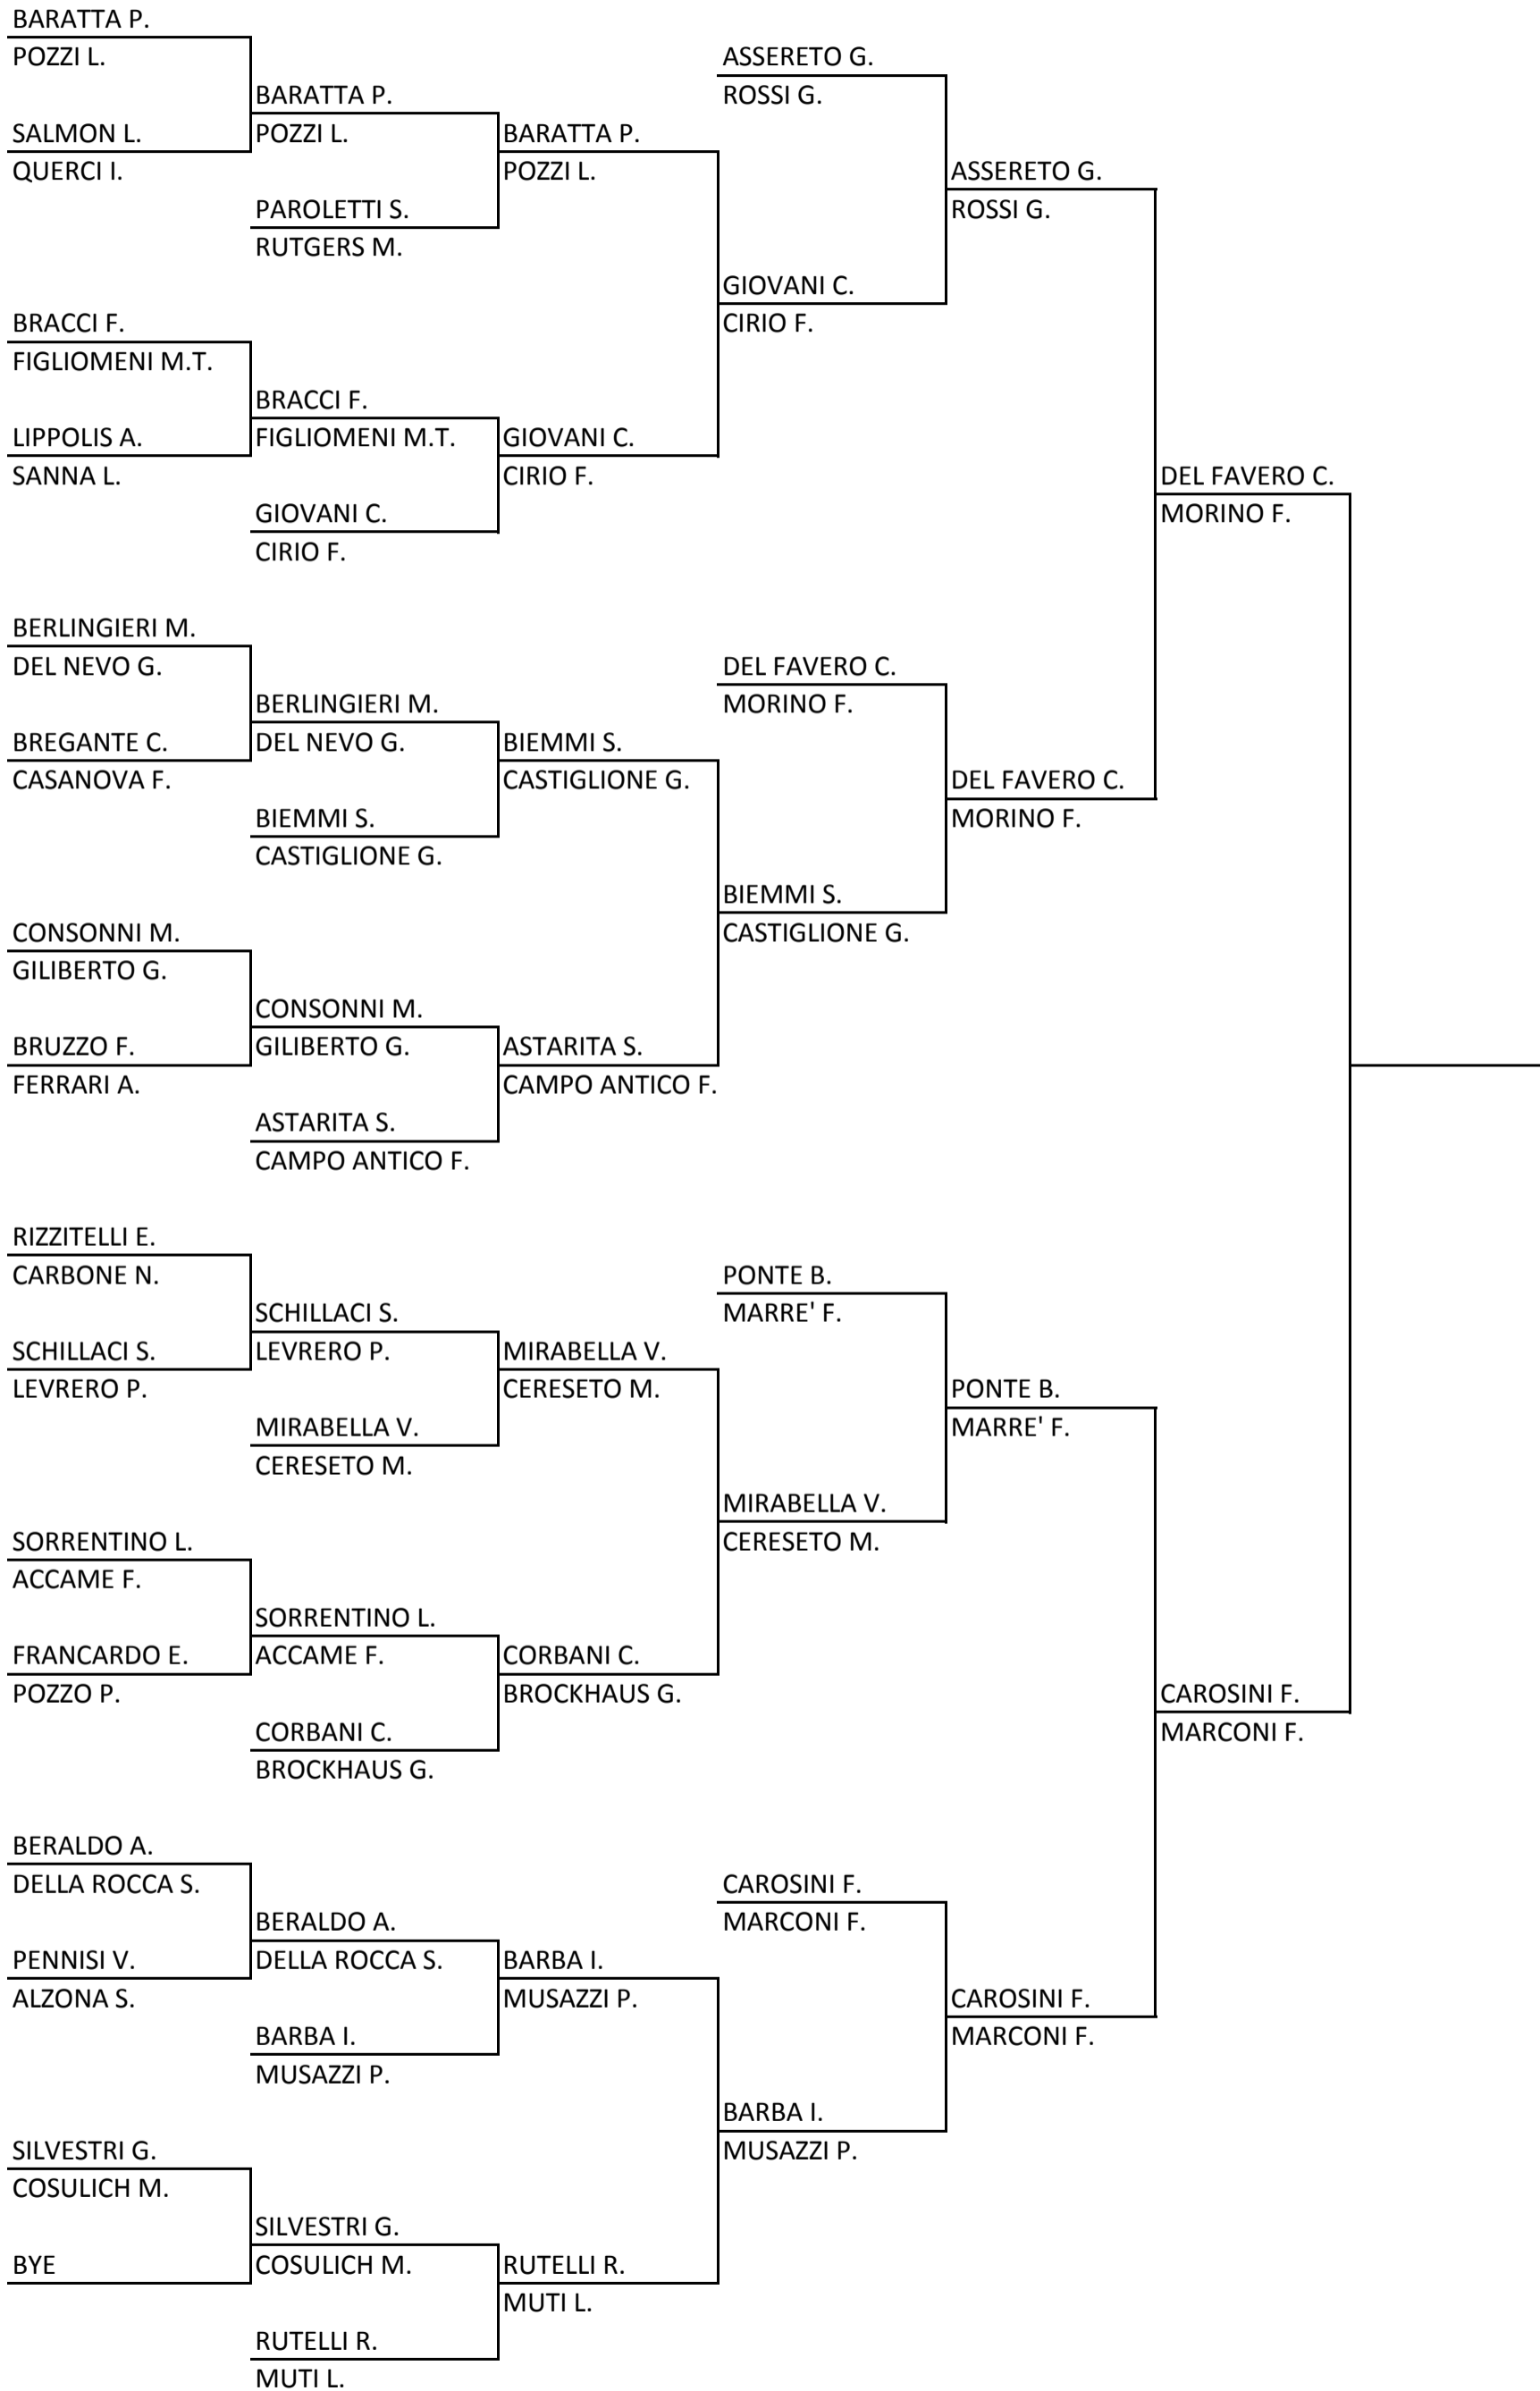 BARATTA P.
POZZI L.
SALMON L.
QUERCI I.
BRACCI F.
FIGLIOMENI M.T.
LIPPOLIS A.
SANNA L.
BERLINGIERI M.
DEL NEVO G.
BREGANTE C.
CASANOVA F.
CONSONNI M.
GILIBERTO G.
BRUZZO F.
FERRARI A.
RIZZITELLI E.
CARBONE N.
SCHILLACI S.
LEVRERO P.
SORRENTINO L.
ACCAME F.
FRANCARDO E.
POZZO P.
BERALDO A.
DELLA ROCCA S.
PENNISI V.
ALZONA S.
SILVESTRI G.
COSULICH M.
BYE
BARATTA P.
POZZI L.
PAROLETTI S.
RUTGERS M.
BRACCI F.
FIGLIOMENI M.T.
GIOVANI C.
CIRIO F.
BERLINGIERI M.
DEL NEVO G.
BIEMMI S.
CASTIGLIONE G.
CONSONNI M.
GILIBERTO G.
ASTARITA S.
CAMPO ANTICO F.
SCHILLACI S.
LEVRERO P.
MIRABELLA V.
CERESETO M.
SORRENTINO L.
ACCAME F.
CORBANI C.
BROCKHAUS G.
BERALDO A.
DELLA ROCCA S.
BARBA I.
MUSAZZI P.
SILVESTRI G.
COSULICH M.
RUTELLI R.
MUTI L.
BARATTA P.
POZZI L.
GIOVANI C.
CIRIO F.
BIEMMI S.
CASTIGLIONE G.
ASTARITA S.
CAMPO ANTICO F.
MIRABELLA V.
CERESETO M.
CORBANI C.
BROCKHAUS G.
BARBA I.
MUSAZZI P.
RUTELLI R.
MUTI L.
ASSERETO G.
ROSSI G.
GIOVANI C.
CIRIO F.
DEL FAVERO C.
MORINO F.
BIEMMI S.
CASTIGLIONE G.
PONTE B.
MARRE' F.
MIRABELLA V.
CERESETO M.
CAROSINI F.
MARCONI F.
BARBA I.
MUSAZZI P.
ASSERETO G.
ROSSI G.
DEL FAVERO C.
MORINO F.
PONTE B.
MARRE' F.
CAROSINI F.
MARCONI F.
DEL FAVERO C.
MORINO F.
CAROSINI F.
MARCONI F.